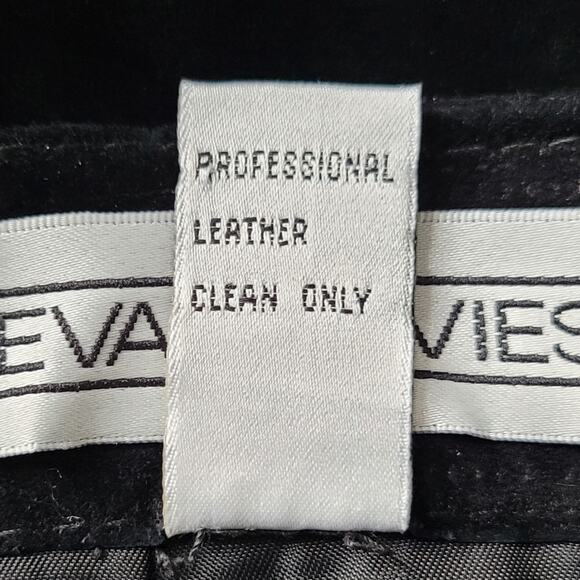 PROFESSIONAL
LEATHER
CLEAN ONLY
EVA VIES